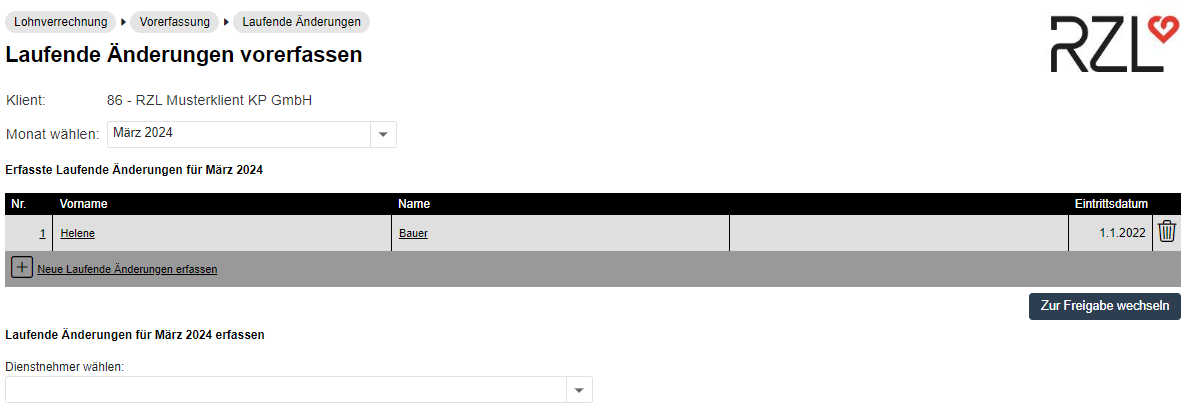 Lohnverrechnung Vorerfassung Laufende Änderungen
RZL
Laufende Änderungen vorerfassen
Klient: 86 - RZL Musterklient KP GmbH
Monat wählen: März 2024
Erfasste Laufende Änderungen für März 2024
Nr. Vorname Name Eintrittsdatum
1 Helene Bauer 1.1.2022
Neue Laufende Änderungen erfassen
Zur Freigabe wechseln
Laufende Änderungen für März 2024 erfassen
Dienstnehmer wählen: